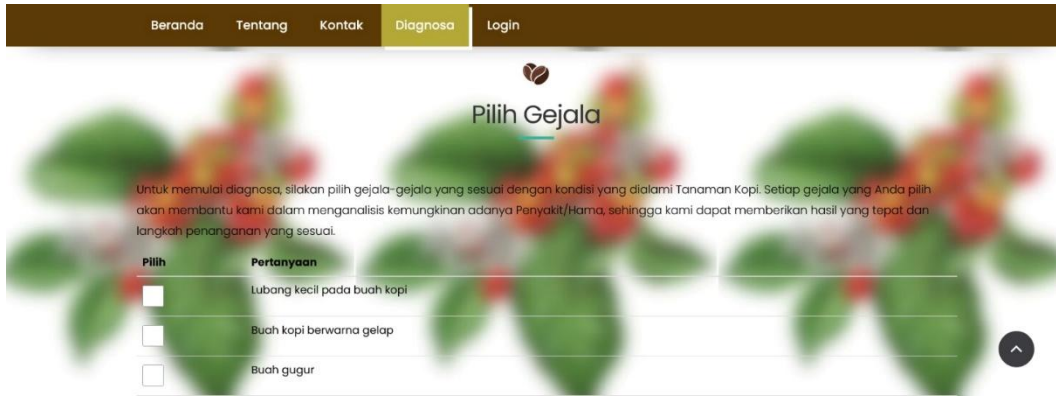 Beranda Tentang Kontak Diagnosa Login
Pilih Gejala
Untuk memulai diagnosa, silakan pilih gejala-gejala yang sesuai dengan kondisi yang dialami Tanaman Kopi. Setiap gejala yang Anda pilih
akan membantu kami dalam menganalisis kemungkinan adanya Penyakit/Hama, sehingga kami dapat memberikan hasil yang tepat dan
langkah penanganan yang sesuai.
Pilih Pertanyaan
Lubang kecil pada buah kopi
Buah kopi berwarna gelap
Buah gugur